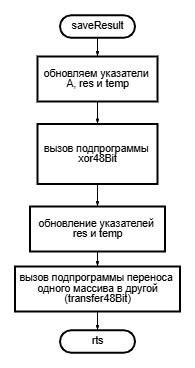 saveResult
обновляем указатели
A, res и temp
вызов подпрограммы
xor48Bit
обновление указателей
res и temp
вызов подпрограммы переноса
одного массива в другой
(transfer48Bit)
rts